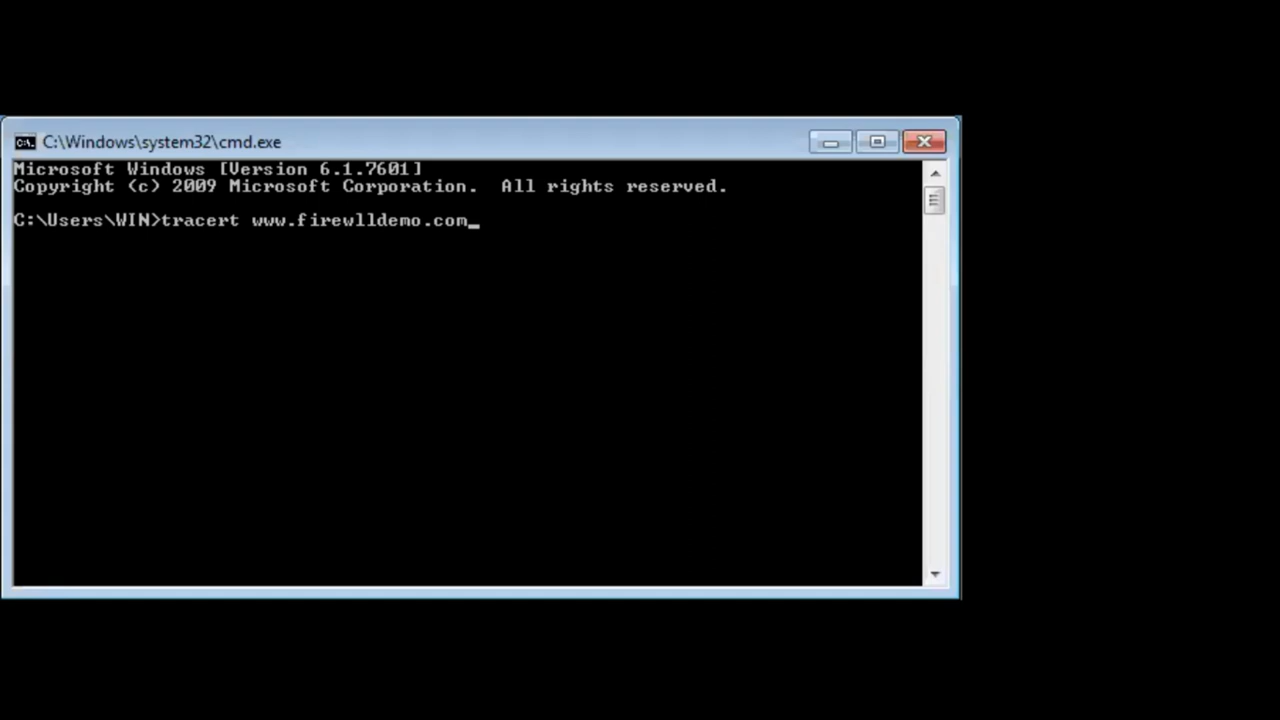 C:\Windows\system32\cmd.exe
Microsoft Windows [Version 6.1.7601]
Copyright (c) 2009 Microsoft Corporation.  All rights reserved.
C:\Users\WIN>tracert www.firewlldemo.com_